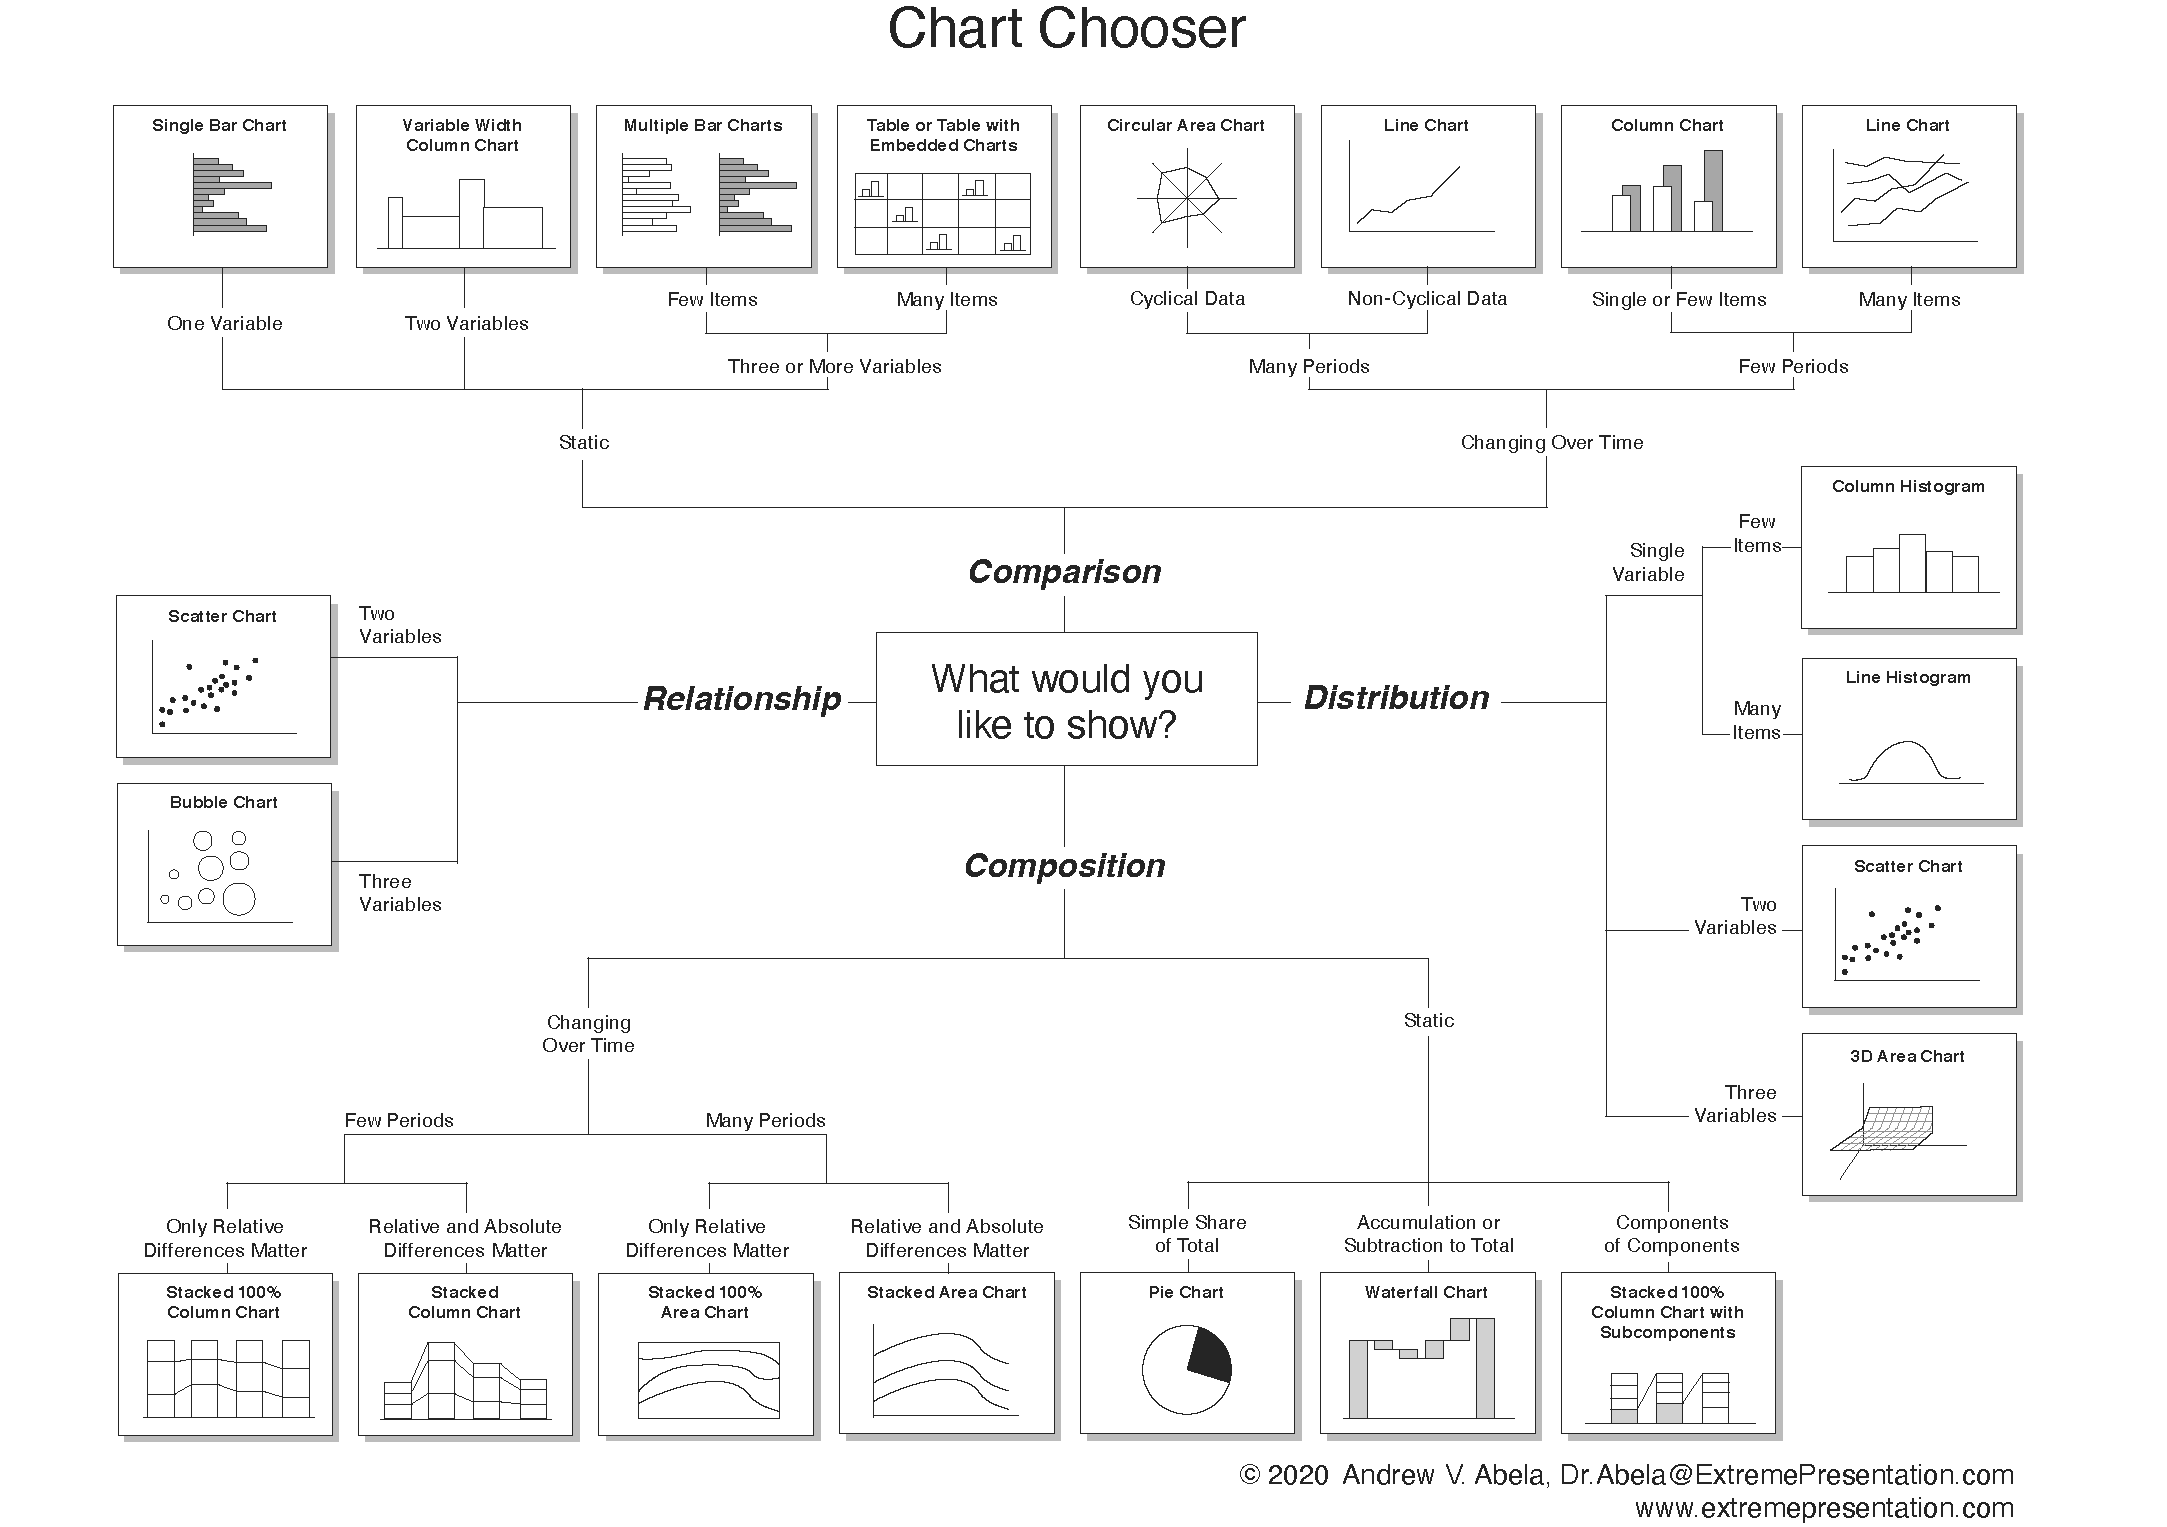 Chart Chooser
Single Bar Chart
Variable Width
Column Chart
Multiple Bar Charts
Table or Table with
Embedded Charts
Circular Area Chart
Line Chart
Column Chart
Line Chart
Few Items
Many Items
Cyclical Data
Non-Cyclical Data
Single or Few Items
Many Items
One Variable
Two Variables
Three or More Variables
Many Periods
Few Periods
Static
Changing Over Time
Comparison
What would you
like to show?
Relationship
Two
Variables
Scatter Chart
Three
Variables
Bubble Chart
Distribution
Single
Variable
Few
Items
Column Histogram
Many
Items
Line Histogram
Two
Variables
Scatter Chart
Three
Variables
3D Area Chart
Composition
Changing
Over Time
Static
Few Periods
Many Periods
Only Relative
Differences Matter
Relative and Absolute
Differences Matter
Only Relative
Differences Matter
Relative and Absolute
Differences Matter
Simple Share
of Total
Accumulation or
Subtraction to Total
Components
of Components
Stacked 100%
Column Chart
Stacked
Column Chart
Stacked 100%
Area Chart
Stacked Area Chart
Pie Chart
Waterfall Chart
Stacked 100%
Column Chart with
Subcomponents
© 2020 Andrew V. Abela, Dr.Abela@ExtremePresentation.com
www.extremepresentation.com